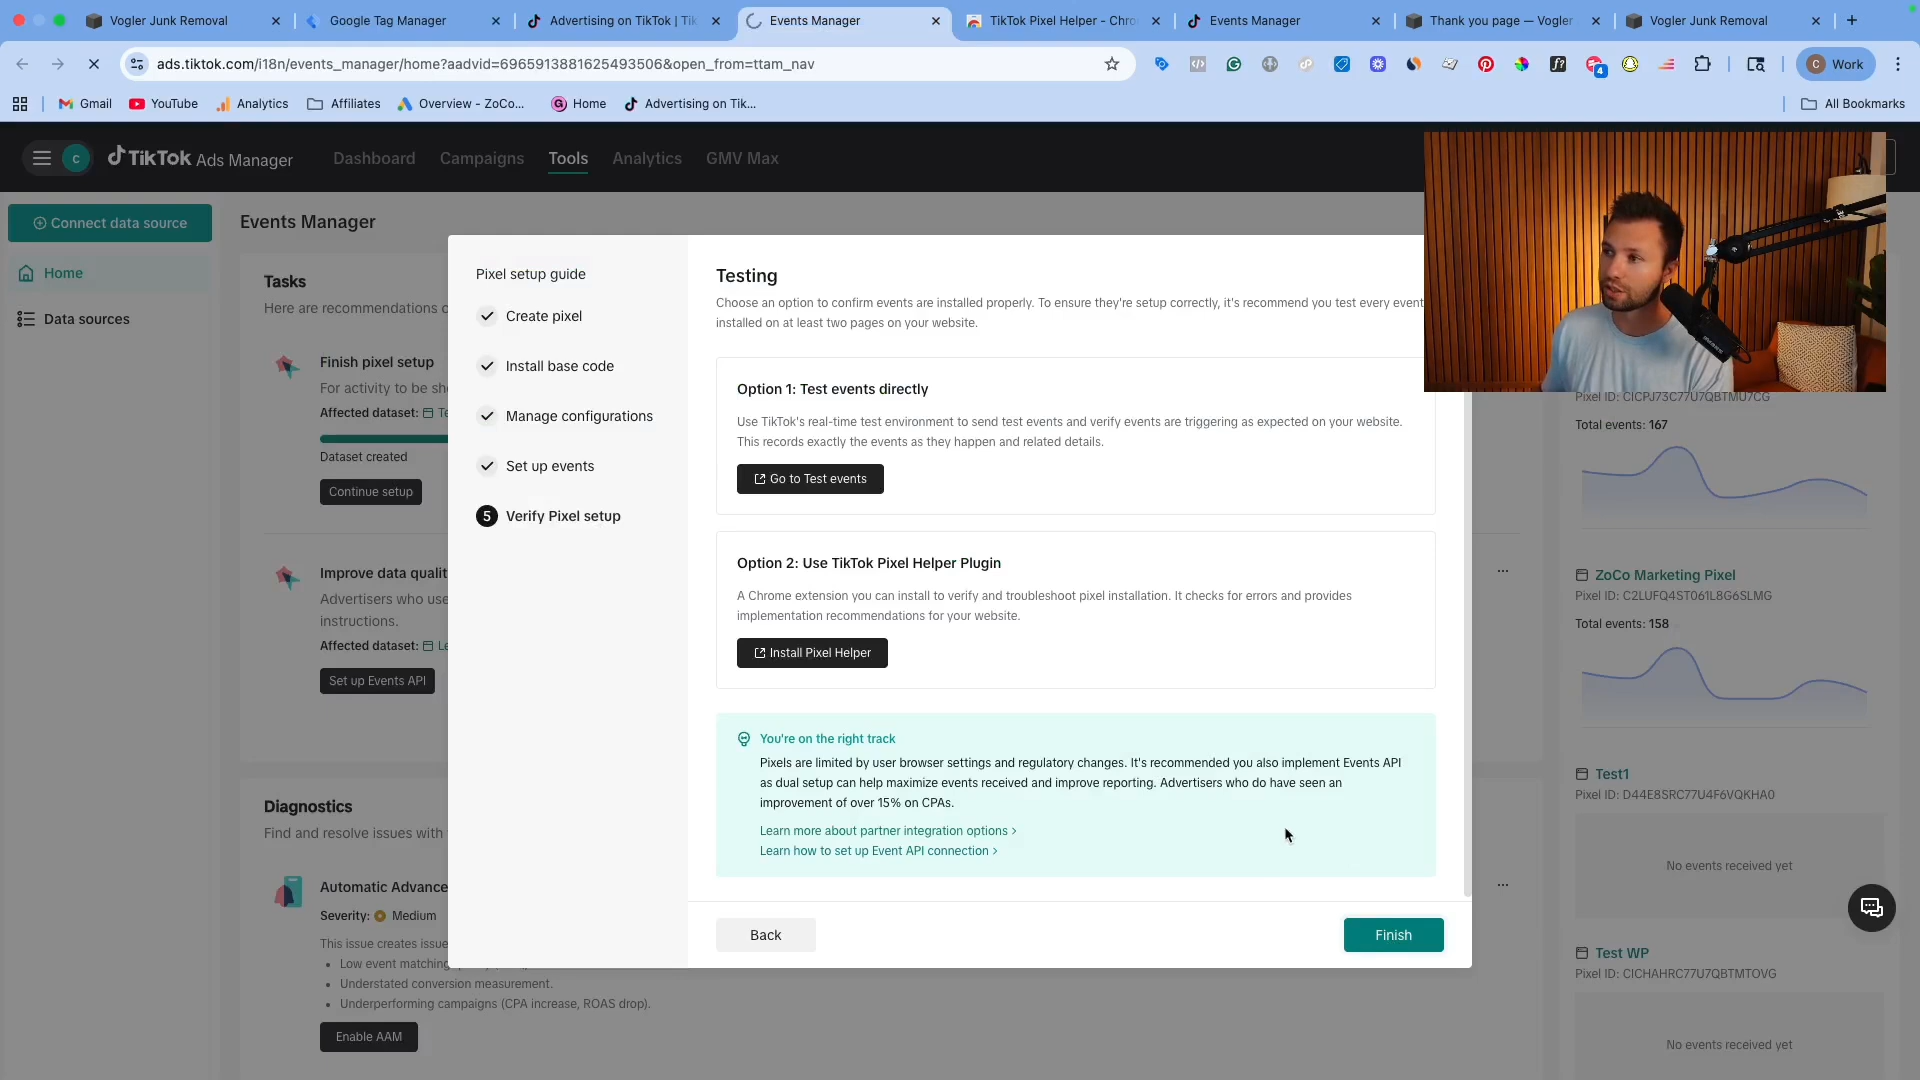 Vogler Junk Removal
Google Tag Manager
Advertising on TikTok | Tik
Events Manager
TikTok Pixel Helper - Chro
Events Manager
Thank you page — Vogler
Vogler Junk Removal
ads.tiktok.com/i18n/events_manager/home?aadvid=6965913881625493506&open_from=ttam_nav
4
C Work
Gmail
YouTube
Analytics
Affiliates
Overview - ZoCo...
Home
Advertising on Tik...
All Bookmarks
C
TikTok Ads Manager
Dashboard
Campaigns
Tools
Analytics
GMV Max
Connect data source
Home
Data sources
Events Manager
Tasks
Here are recommendations
Finish pixel setup
For activity to be
Affected dataset:
Dataset created
Continue setup
Improve data
Advertisers who use
instructions.
Affected dataset:
Set up Events API
Diagnostics
Find and resolve issues with
Automatic Advance
Severity: Medium
This issue creates
Low event matching
Understated conversion measurement.
Underperforming campaigns (CPA increase, ROAS drop).
Enable AAM
Pixel setup guide
Create pixel
Install base code
Manage configurations
Set up events
5 Verify Pixel setup
Testing
Choose an option to confirm events are installed properly. To ensure they're setup correctly, it's recommend you test every event
installed on at least two pages on your website.
Option 1: Test events directly
Use TikTok's real-time test environment to send test events and verify events are triggering as expected on your website.
This records exactly the events as they happen and related details.
Go to Test events
Option 2: Use TikTok Pixel Helper Plugin
A Chrome extension you can install to verify and troubleshoot pixel installation. It checks for errors and provides
implementation recommendations for your website.
Install Pixel Helper
You're on the right track
Pixels are limited by user browser settings and regulatory changes. It's recommended you also implement Events API
as dual setup can help maximize events received and improve reporting. Advertisers who do have seen an
improvement of over 15% on CPAs.
Learn more about partner integration options >
Learn how to set up Event API connection >
Back
Finish
Pixel ID: CICPJ73C77U7QBTMU7CG
Total events: 167
ZoCo Marketing Pixel
Pixel ID: C2LUFQ4ST061L8G6SLMG
Total events: 158
Test1
Pixel ID: D44E8SRC77U4F6VQKHA0
No events received yet
Test WP
Pixel ID: CICHAHRC77U7QBTMTOVG
No events received yet